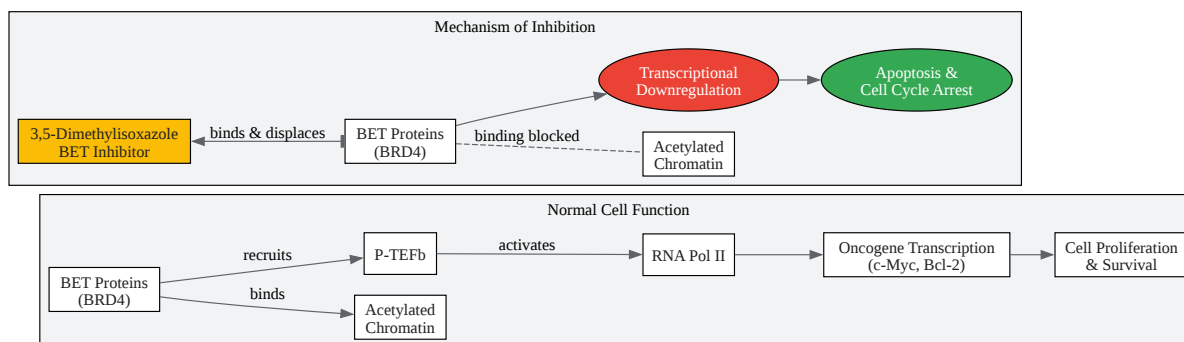 Mechanism of Inhibition
Transcriptional
Downregulation
Apoptosis &
Cell Cycle Arrest
3,5-Dimethylisoxazole
BET Inhibitor
binds & displaces
BET Proteins
(BRD4)
binding blocked
Acetylated
Chromatin
Normal Cell Function
BET Proteins
(BRD4)
recruits
P-TEFb
activates
RNA Pol II
Oncogene Transcription
(c-Myc, Bcl-2)
Cell Proliferation
& Survival
binds
Acetylated
Chromatin